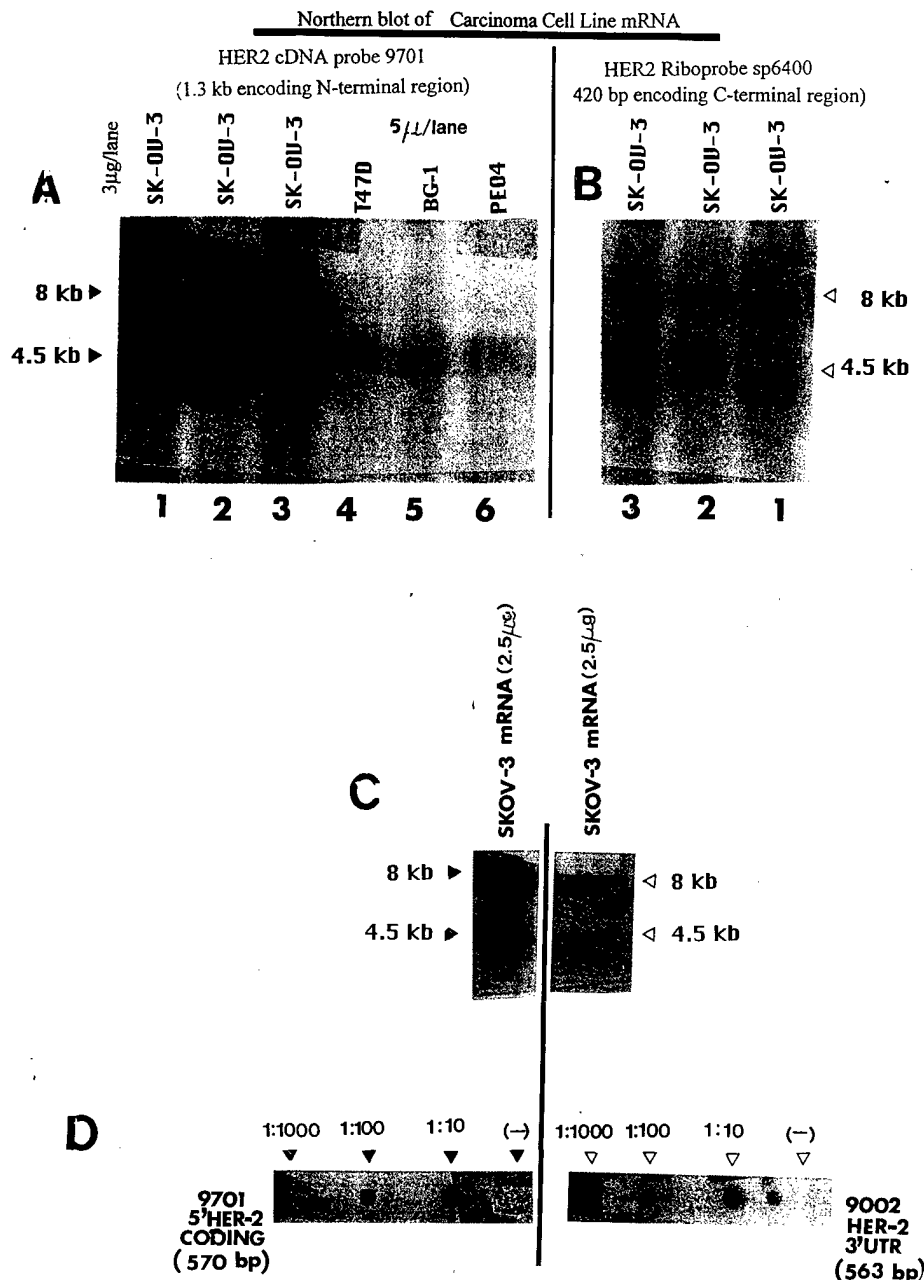 Northern blot of Carcinoma Cell Line mRNA
HER2 cDNA probe 9701
(1.3 kb encoding N-terminal region)
HER2 Riboprobe sp6400
420 bp encoding C-terminal region)
A
3µg/lane
SK-OV-3
SK-OV-3
SK-OV-3
5µ/lane
T47D
BG-1
PE04
B
SK-OV-3
SK-OV-3
SK-OV-3
8 kb
4.5 kb
8 kb
4.5 kb
1 2 3 4 5 6
3 2 1
C
SKOV-3 mRNA (2.5µg)
SKOV-3 mRNA (2.5µg)
8 kb
4.5 kb
8 kb
4.5 kb
D
1:1000 1:100 1:10 (−)
1:1000 1:100 1:10 (−)
9701
5'HER-2
CODING
(570 bp)
9002
HER-2
3'UTR
(563 bp)